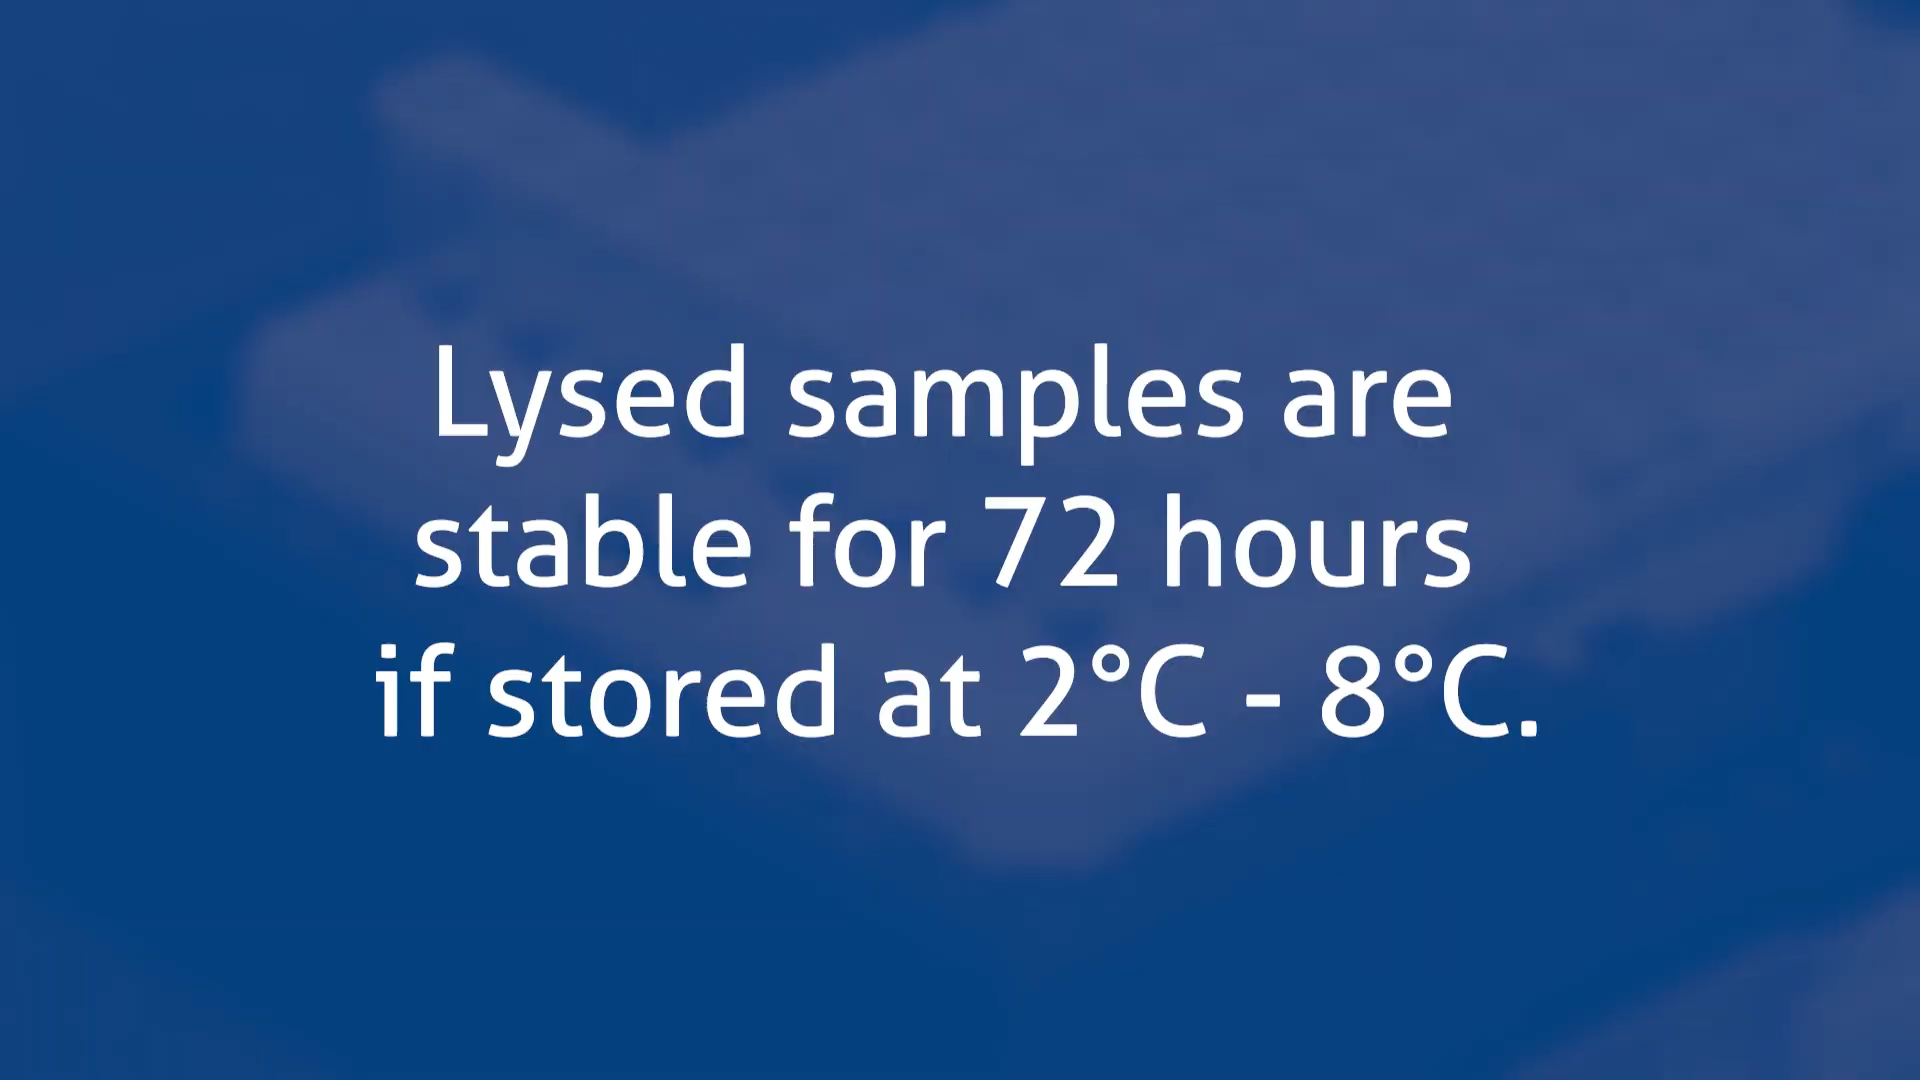 Lysed samples are
stable for 72 hours
if stored at 2°C - 8°C.